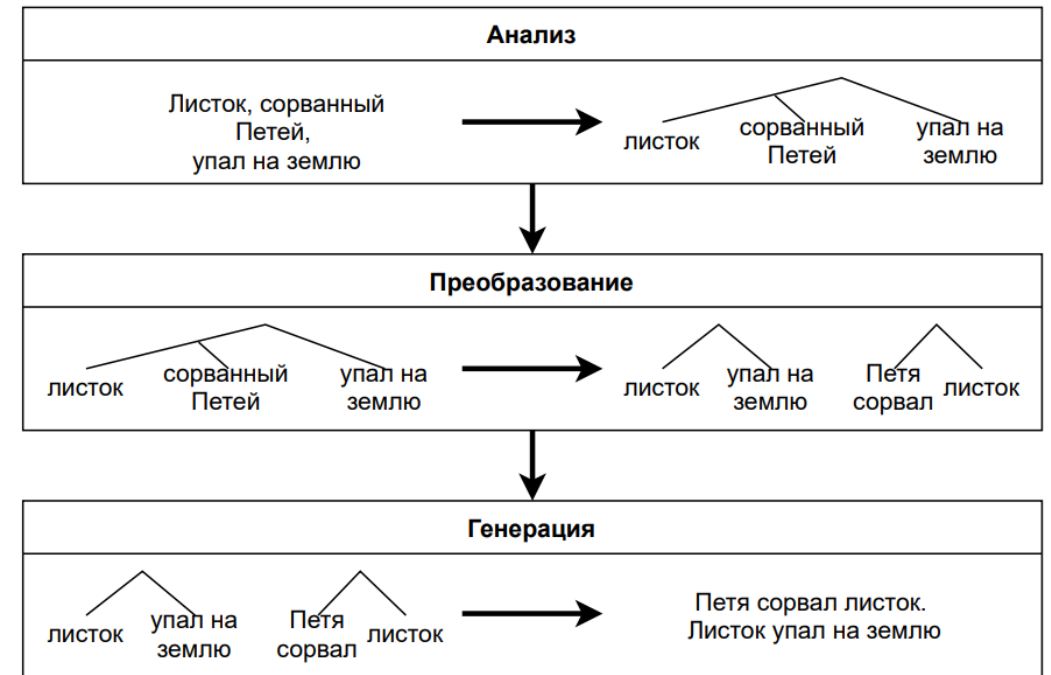 Анализ
Листок, сорванный
Петей,
упал на землю
листок
сорванный
Петей
упал на
землю
Преобразование
листок
сорванный
Петей
упал на
землю
листок
упал на
землю
Петя
сорвал
листок
Генерация
листок
упал на
землю
Петя
сорвал
листок
Петя сорвал листок.
Листок упал на землю